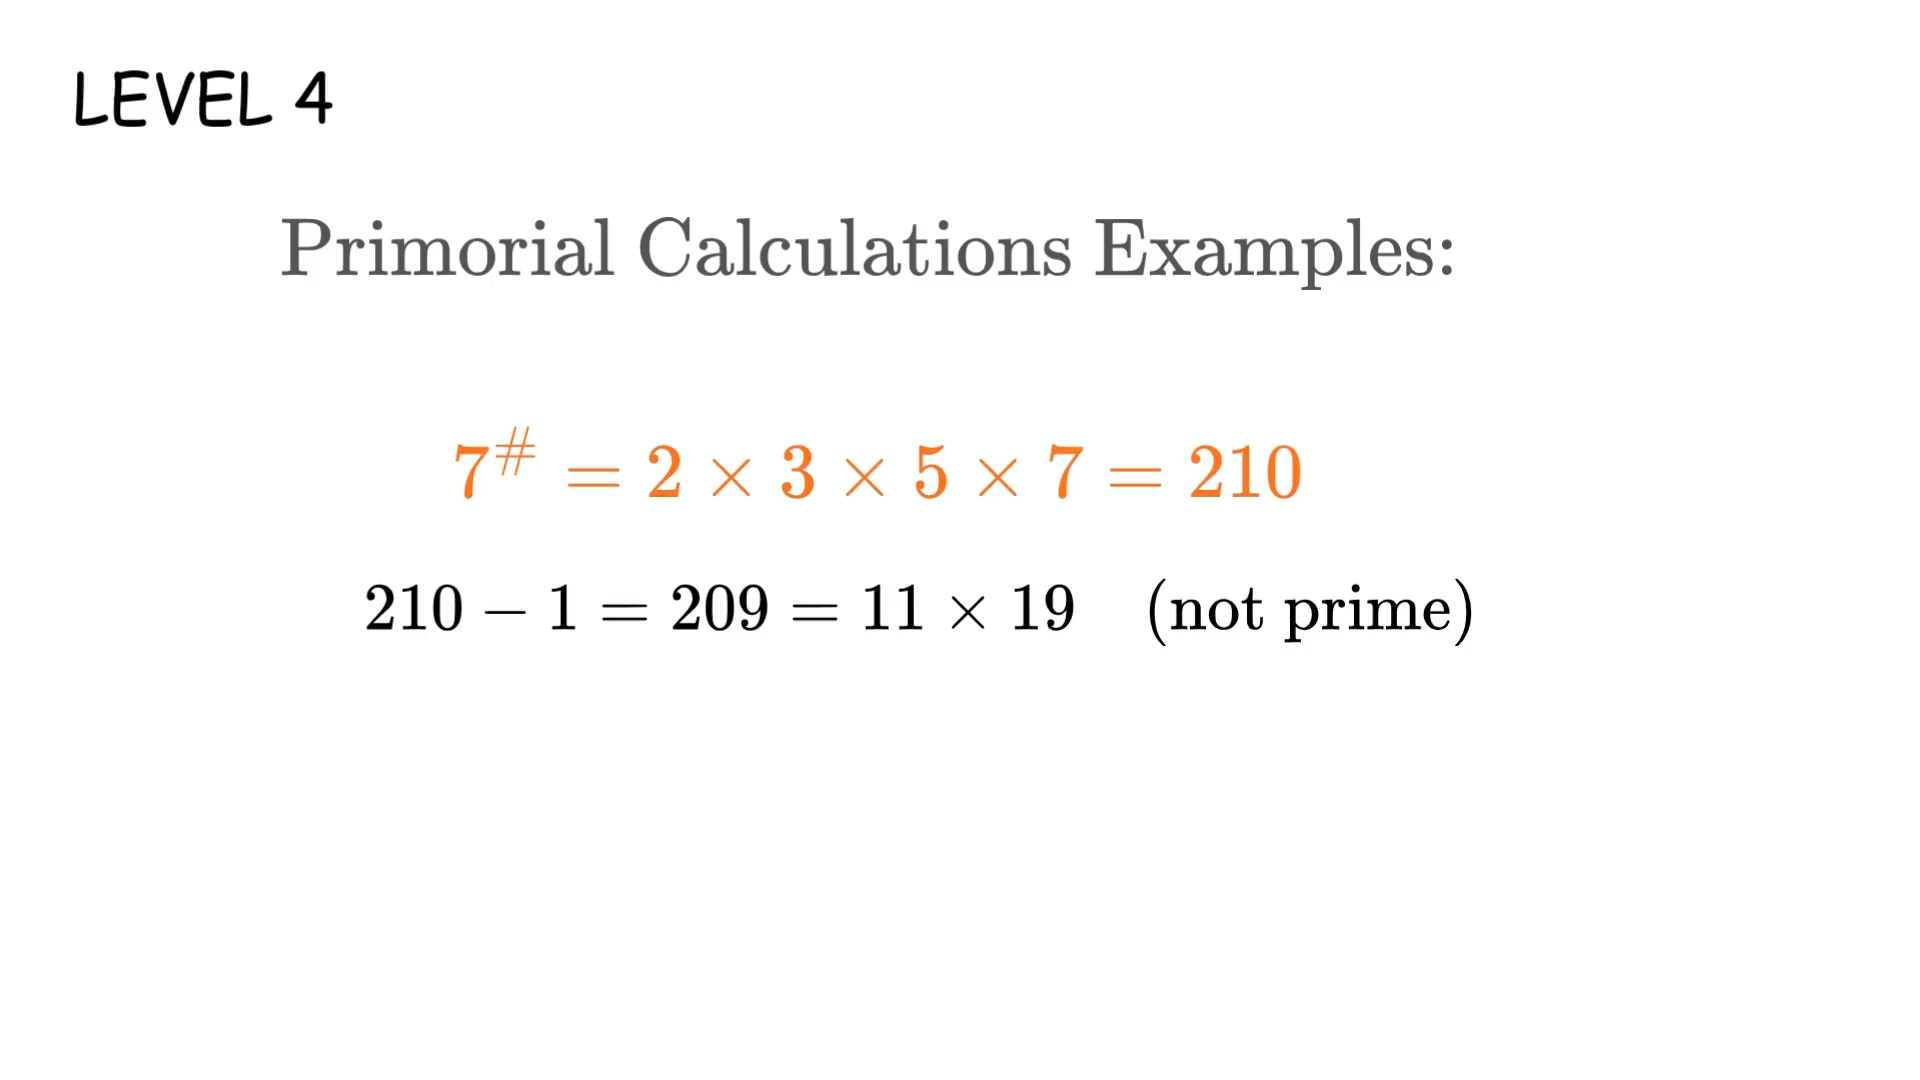 LEVEL 4
Primorial Calculations Examples:
7^# = 2 × 3 × 5 × 7 = 210
210 − 1 = 209 = 11 × 19 (not prime)